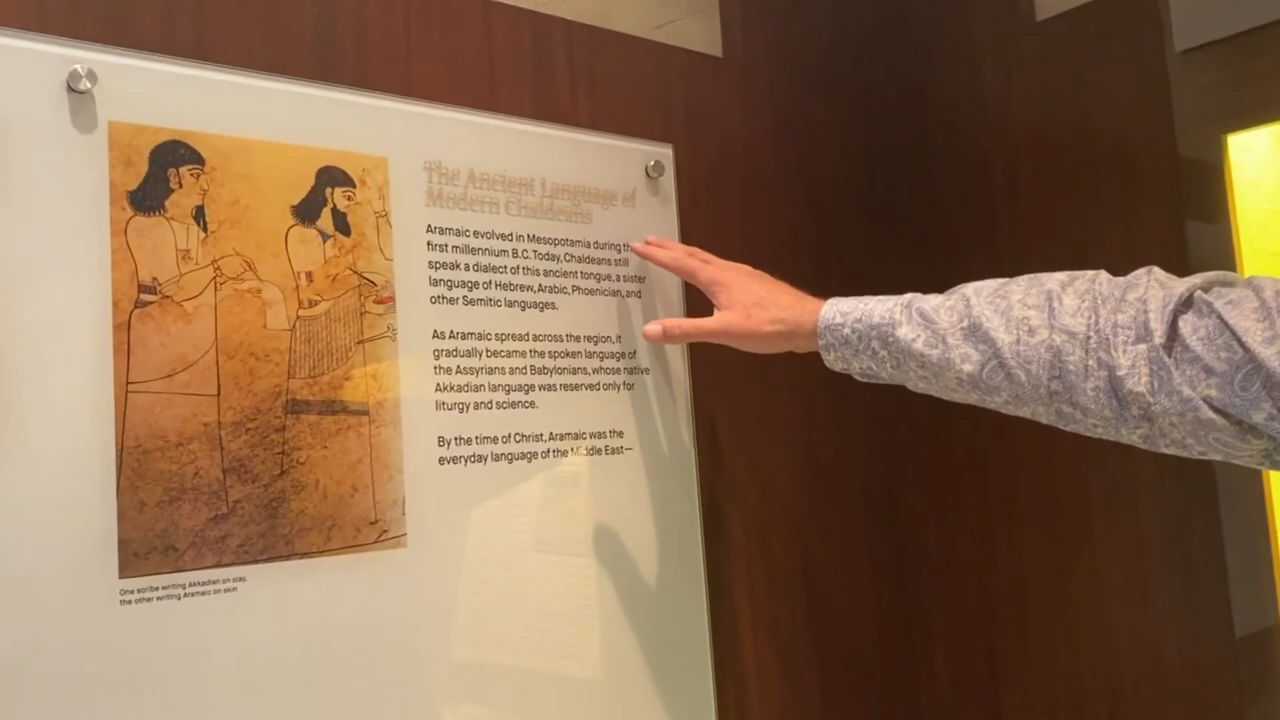 The Ancient Language of
Modern Chaldeans
Aramaic evolved in Mesopotamia during the
first millennium B.C. Today, Chaldeans still
speak a dialect of this ancient tongue, a sister
language of Hebrew, Arabic, Phoenician, and
other Semitic languages.
As Aramaic spread across the region, it
gradually became the spoken language of
the Assyrians and Babylonians, whose native
Akkadian language was reserved only for
liturgy and science.
By the time of Christ, Aramaic was the
everyday language of the Middle East—
One scribe writing Akkadian on clay,
the other writing Aramaic on skin